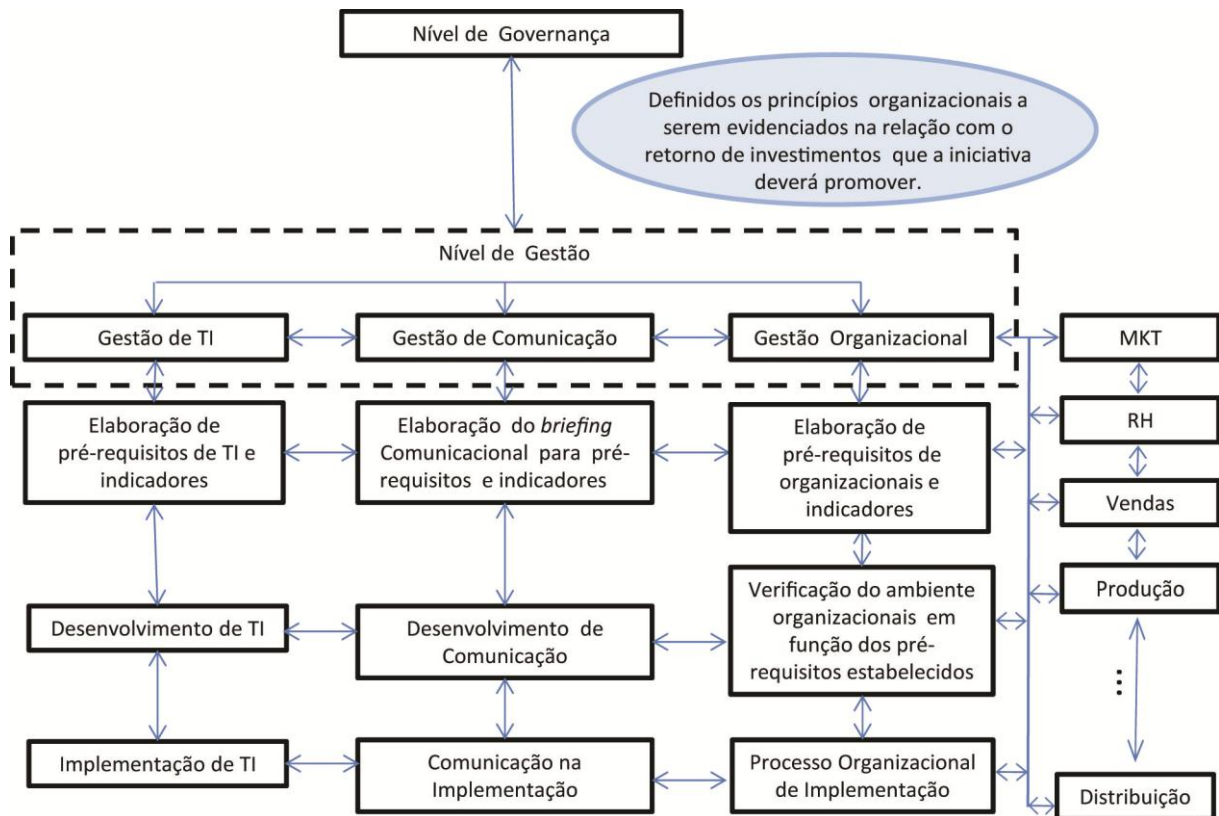 Nível de Governança
Definidos os princípios organizacionais a
serem evidenciados na relação com o
retorno de investimentos que a iniciativa
deverá promover.
Nível de Gestão
Gestão de TI
Gestão de Comunicação
Gestão Organizacional
MKT
Elaboração de
pré-requisitos de TI e
indicadores
Elaboração do briefing
Comunicacional para pré-
requisitos e indicadores
Elaboração de
pré-requisitos de
organizacionais e
indicadores
RH
Vendas
Produção
Desenvolvimento de TI
Desenvolvimento de
Comunicação
Verificação do ambiente
organizacionais em
função dos pré-
requisitos estabelecidos
...
Implementação de TI
Comunicação na
Implementação
Processo Organizacional
de Implementação
Distribuição